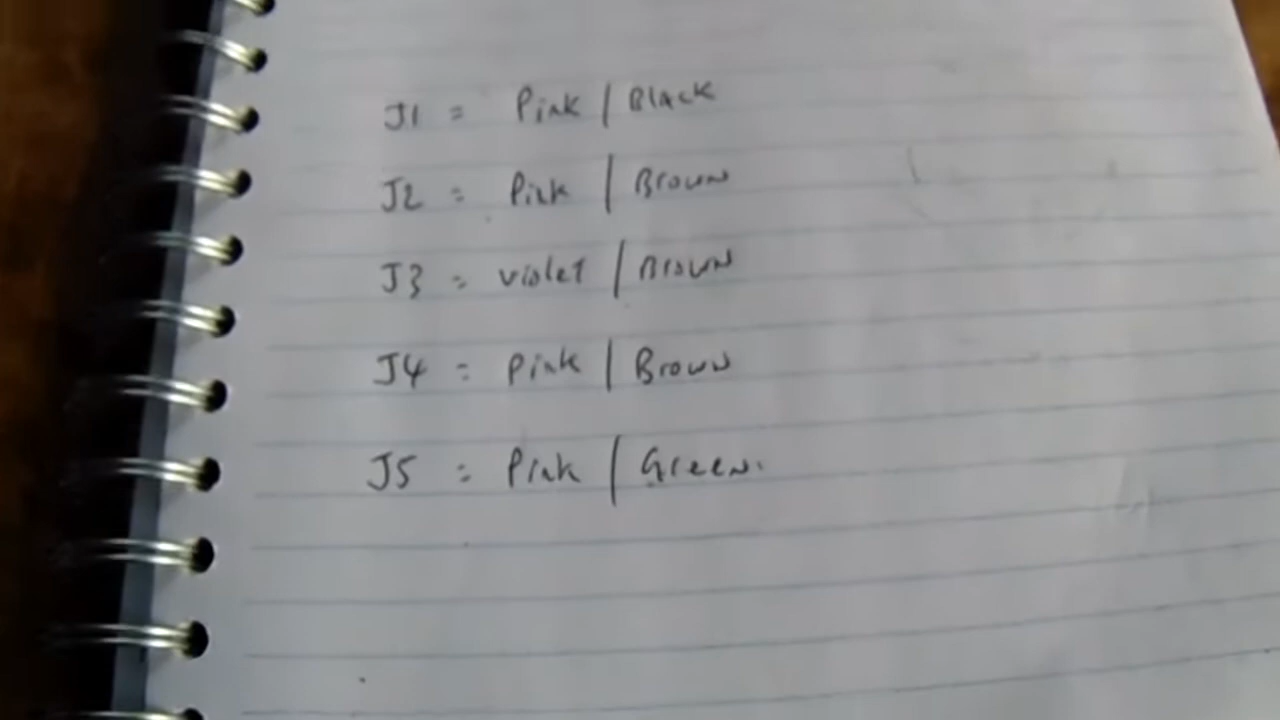 J1 = Pink / Black
J2 = Pink / Brown
J3 = violet / Brown
J4 = Pink / Brown
J5 = Pink / Green.